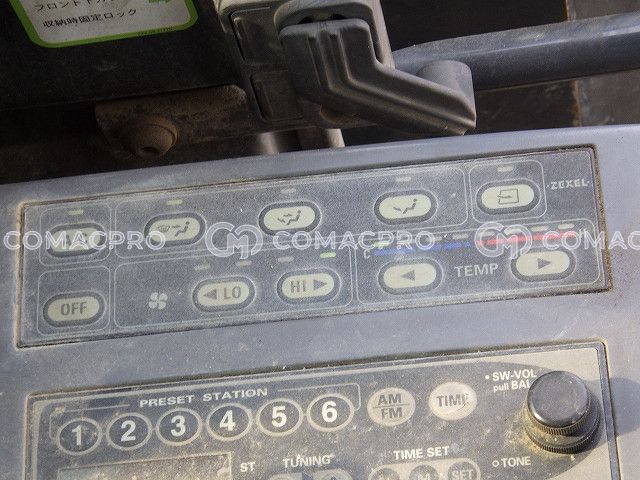 フロントガ
収納時固定ロック
ZEXEL
COMACPRO COMACPRO COMAC
C H
OFF LO HI TEMP
PRESET STATION
1 2 3 4 5 6
AM
FM
TIME
SW-VOL
pull BAL
ST TUNING TIME SET TONE
SET